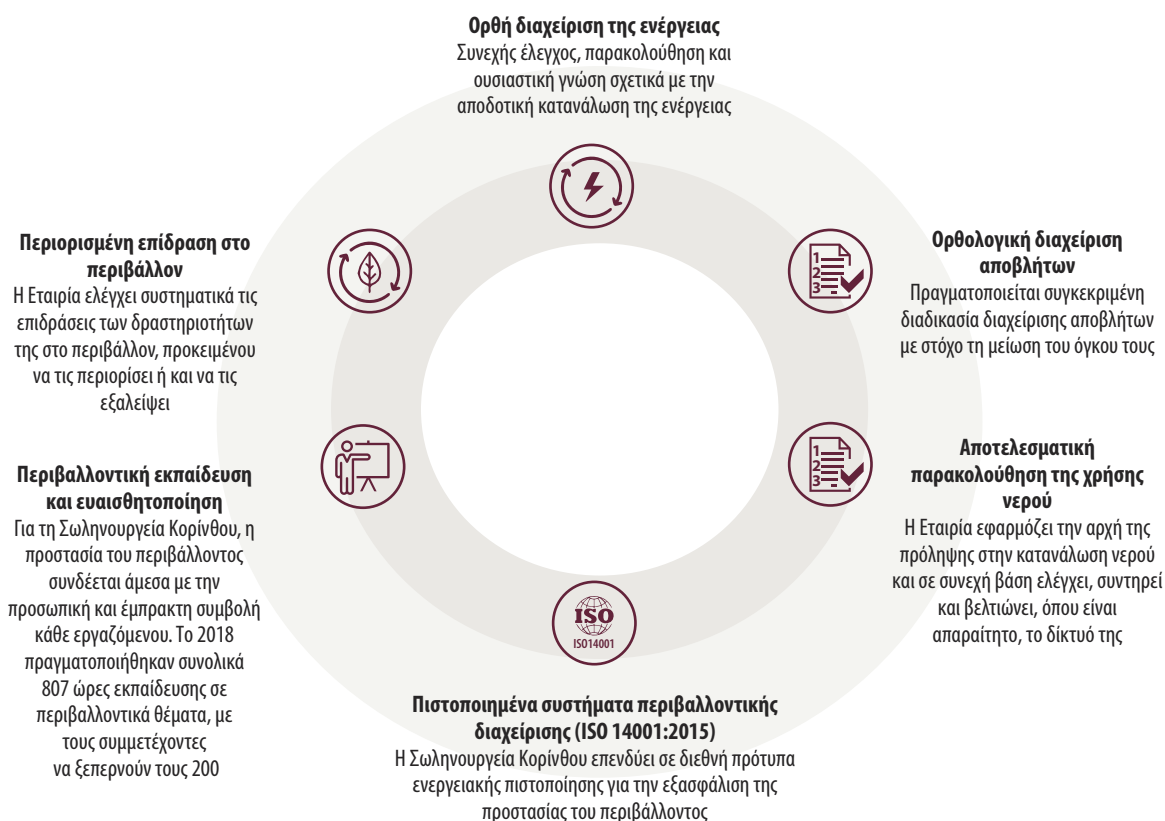 Ορθή διαχείριση της ενέργειας
Συνεχής έλεγχος, παρακολούθηση και
ουσιαστική γνώση σχετικά με την
αποδοτική κατανάλωση της ενέργειας
Περιορισμένη επίδραση στο
περιβάλλον
Η Εταιρία ελέγχει συστηματικά τις
επιδράσεις των δραστηριοτήτων
της στο περιβάλλον, προκειμένου
να τις περιορίσει ή και να τις
εξαλείψει
1
2
3
Ορθολογική διαχείριση
αποβλήτων
Πραγματοποιείται συγκεκριμένη
διαδικασία διαχείρισης αποβλήτων
με στόχο τη μείωση του όγκου τους
Περιβαλλοντική εκπαίδευση
και ευαισθητοποίηση
Για τη Σωληνουργεία Κορίνθου, η
προστασία του περιβάλλοντος
συνδέεται άμεσα με την
προσωπική και έμπρακτη συμβολή
κάθε εργαζόμενου. Το 2018
πραγματοποιήθηκαν συνολικά
807 ώρες εκπαίδευσης σε
περιβαλλοντικά θέματα, με
τους συμμετέχοντες
να ξεπερνούν τους 200
1
2
3
Αποτελεσματική
παρακολούθηση της χρήσης
νερού
Η Εταιρία εφαρμόζει την αρχή της
πρόληψης στην κατανάλωση νερού
και σε συνεχή βάση ελέγχει, συντηρεί
και βελτιώνει, όπου είναι
απαραίτητο, το δίκτυό της
ISO
ISO14001
Πιστοποιημένα συστήματα περιβαλλοντικής
διαχείρισης (ISO 14001:2015)
Η Σωληνουργεία Κορίνθου επενδύει σε διεθνή πρότυπα
ενεργειακής πιστοποίησης για την εξασφάλιση της
προστασίας του περιβάλλοντος